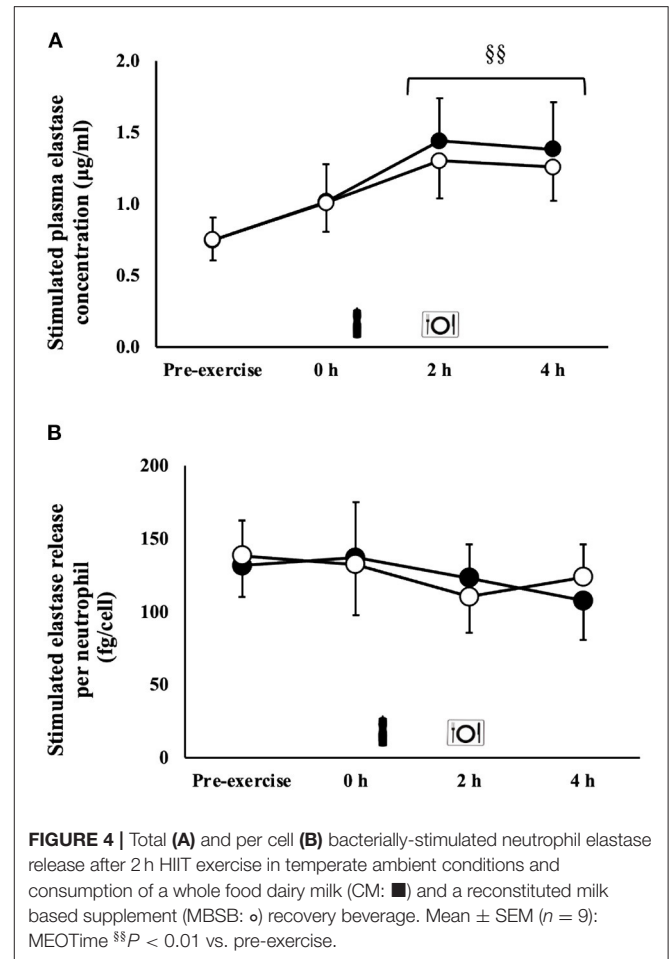 A
§§
Stimulated plasma elastase
concentration (µg/ml)
2.0
1.5
1.0
0.5
0.0
Pre-exercise 0 h 2 h 4 h
B
Stimulated elastase release
per neutrophil
(fg/cell)
200
150
100
50
0
Pre-exercise 0 h 2 h 4 h
FIGURE 4 | Total (A) and per cell (B) bacterially-stimulated neutrophil elastase
release after 2 h HIIT exercise in temperate ambient conditions and
consumption of a whole food dairy milk (CM: ■) and a reconstituted milk
based supplement (MBSB: ○) recovery beverage. Mean ± SEM (n = 9):
MEOTime §§P < 0.01 vs. pre-exercise.